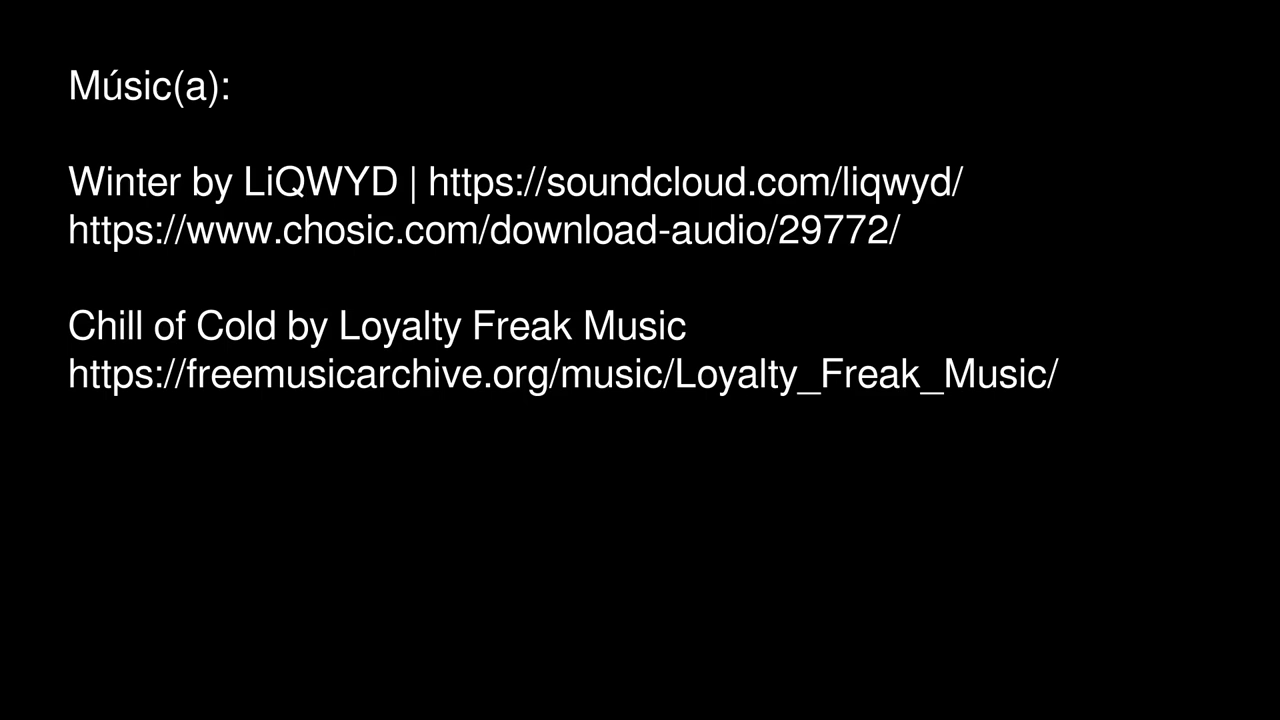 Músic(a):
Winter by LiQWYD | https://soundcloud.com/liqwyd/
https://www.chosic.com/download-audio/29772/
Chill of Cold by Loyalty Freak Music
https://freemusicarchive.org/music/Loyalty_Freak_Music/